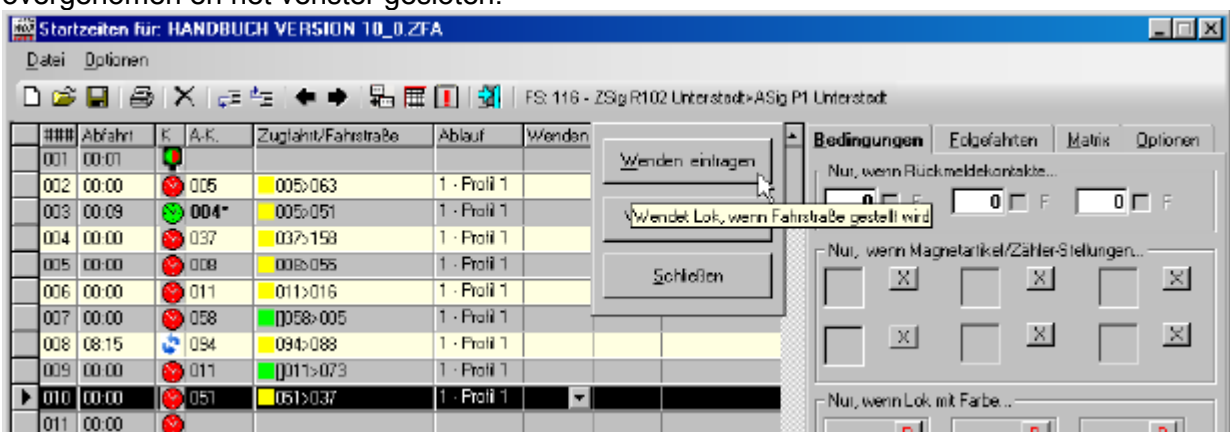 Startzeiten für: HANDBUCH VERSION 10_0.ZFA
Datei Optionen
FS: 116 - ZSig R102 Unterstadt>ASig P1 Unterstadt
### Abfahrt K A-K. Zugfahrt/Fahrstraße Ablauf Wenden
001 00:01
002 00:00 005 005>063 1 - Profil 1
003 00:09 004* 005>051 1 - Profil 1
004 00:00 037 037>158 1 - Profil 1
005 00:00 008 008>055 1 - Profil 1
006 00:00 011 011>016 1 - Profil 1
007 00:00 058 []058>005 1 - Profil 1
008 08:15 094 094>088 1 - Profil 1
009 00:00 011 []011>073 1 - Profil 1
010 00:00 051 051>037 1 - Profil 1
011 00:00
Wenden eintragen
Wendet Lok, wenn Fahrstraße gestellt wird
Schließen
Bedingungen Folgefahrten Matrix Optionen
Nur, wenn Rückmeldekontakte...
0 F 0 F 0 F
Nur, wenn Magnetartikel/Zähler-Stellungen...
X X X
X X X
Nur, wenn Lok mit Farbe...